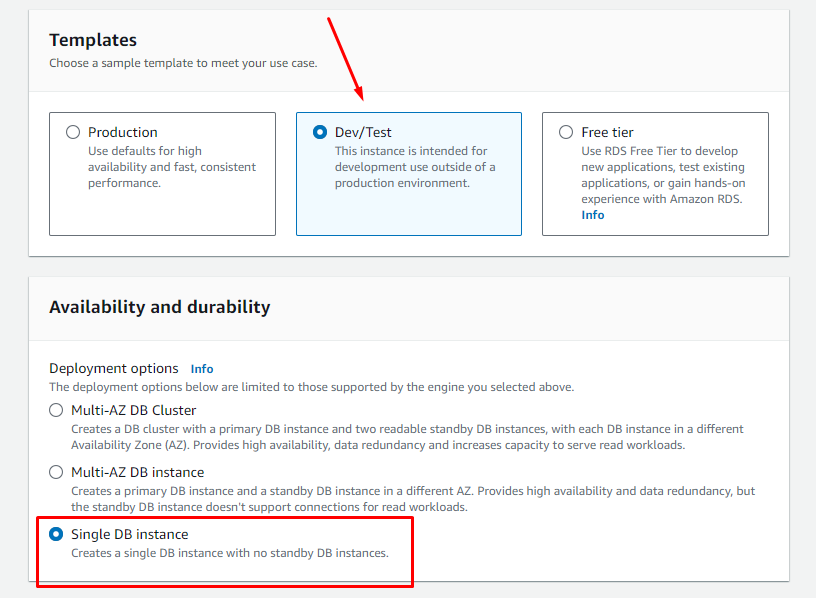 Templates
Choose a sample template to meet your use case.
Production
Use defaults for high
availability and fast, consistent
performance.
Dev/Test
This instance is intended for
development use outside of a
production environment.
Free tier
Use RDS Free Tier to develop
new applications, test existing
applications, or gain hands-on
experience with Amazon RDS.
Info
Availability and durability
Deployment options Info
The deployment options below are limited to those supported by the engine you selected above.
Multi-AZ DB Cluster
Creates a DB cluster with a primary DB instance and two readable standby DB instances, with each DB instance in a different
Availability Zone (AZ). Provides high availability, data redundancy and increases capacity to serve read workloads.
Multi-AZ DB instance
Creates a primary DB instance and a standby DB instance in a different AZ. Provides high availability and data redundancy, but
the standby DB instance doesn't support connections for read workloads.
Single DB instance
Creates a single DB instance with no standby DB instances.